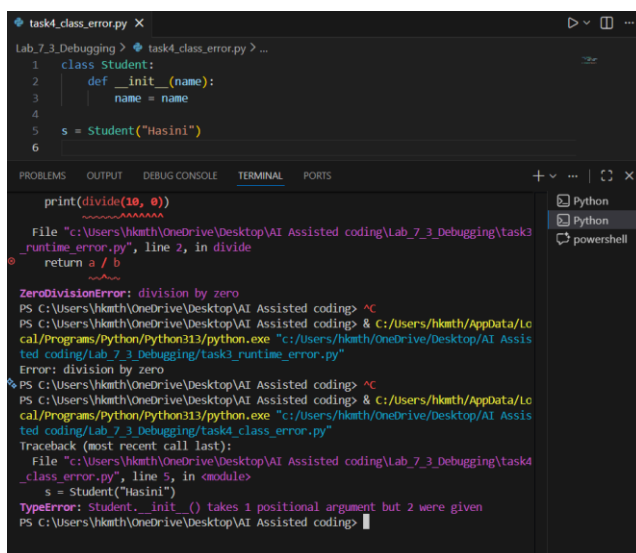 task4_class_error.py
Lab_7_3_Debugging > task4_class_error.py > ...
1 class Student:
2     def __init__(name):
3         name = name
4
5 s = Student("Hasini")
6
PROBLEMS OUTPUT DEBUG CONSOLE TERMINAL PORTS
print(divide(10, 0))
~~~~~~^^^^^^^
File "c:\Users\hkmth\OneDrive\Desktop\AI Assisted coding\Lab_7_3_Debugging\task3
_runtime_error.py", line 2, in divide
return a / b
~~^~~
ZeroDivisionError: division by zero
PS C:\Users\hkmth\OneDrive\Desktop\AI Assisted coding> ^C
PS C:\Users\hkmth\OneDrive\Desktop\AI Assisted coding> & C:/Users/hkmth/AppData/Lo
cal/Programs/Python/Python313/python.exe "c:/Users/hkmth/OneDrive/Desktop/AI Assis
ted coding/Lab_7_3_Debugging/task3_runtime_error.py"
Error: division by zero
PS C:\Users\hkmth\OneDrive\Desktop\AI Assisted coding> ^C
PS C:\Users\hkmth\OneDrive\Desktop\AI Assisted coding> & C:/Users/hkmth/AppData/Lo
cal/Programs/Python/Python313/python.exe "c:/Users/hkmth/OneDrive/Desktop/AI Assis
ted coding/Lab_7_3_Debugging/task4_class_error.py"
Traceback (most recent call last):
File "c:\Users\hkmth\OneDrive\Desktop\AI Assisted coding\Lab_7_3_Debugging\task4
_class_error.py", line 5, in <module>
s = Student("Hasini")
TypeError: Student.__init__() takes 1 positional argument but 2 were given
PS C:\Users\hkmth\OneDrive\Desktop\AI Assisted coding>
Python
Python
powershell